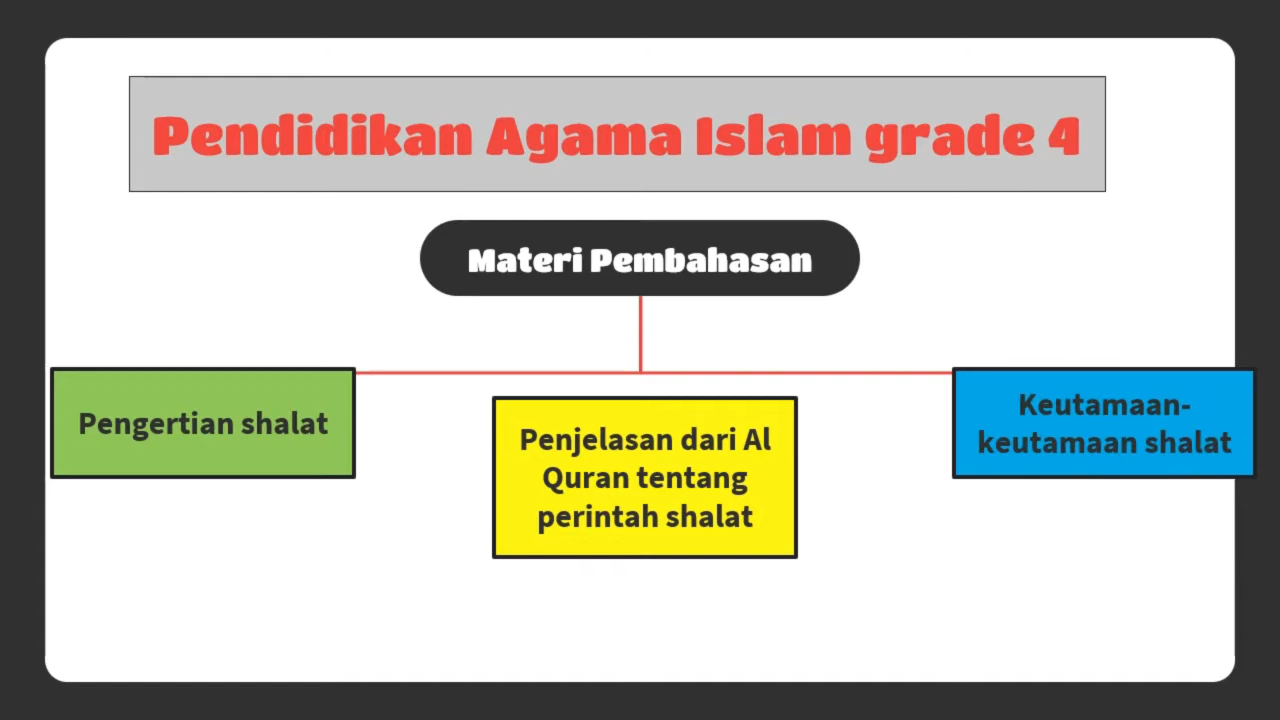 Pendidikan Agama Islam grade 4
Materi Pembahasan
Pengertian shalat
Penjelasan dari Al
Quran tentang
perintah shalat
Keutamaan-
keutamaan shalat